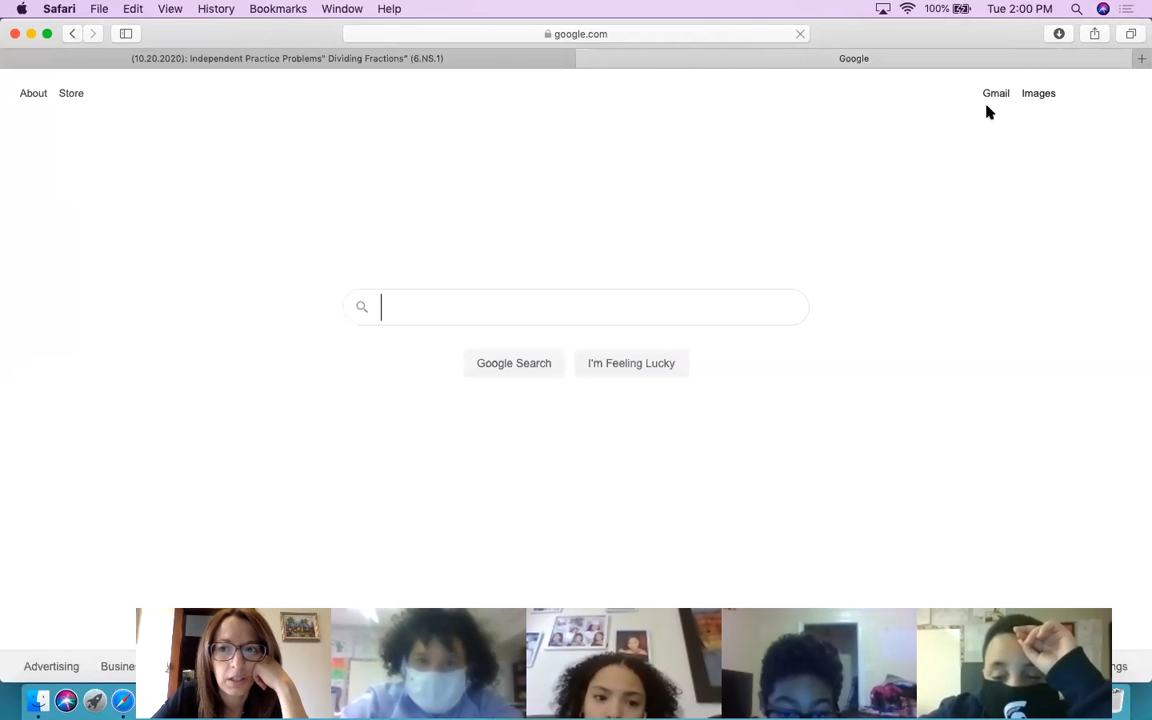 Safari File Edit View History Bookmarks Window Help 100% Tue 2:00 PM
google.com
(10.20.2020): Independent Practice Problems" Dividing Fractions" (6.NS.1) Google
About Store Gmail Images
Google Search I'm Feeling Lucky
Advertising